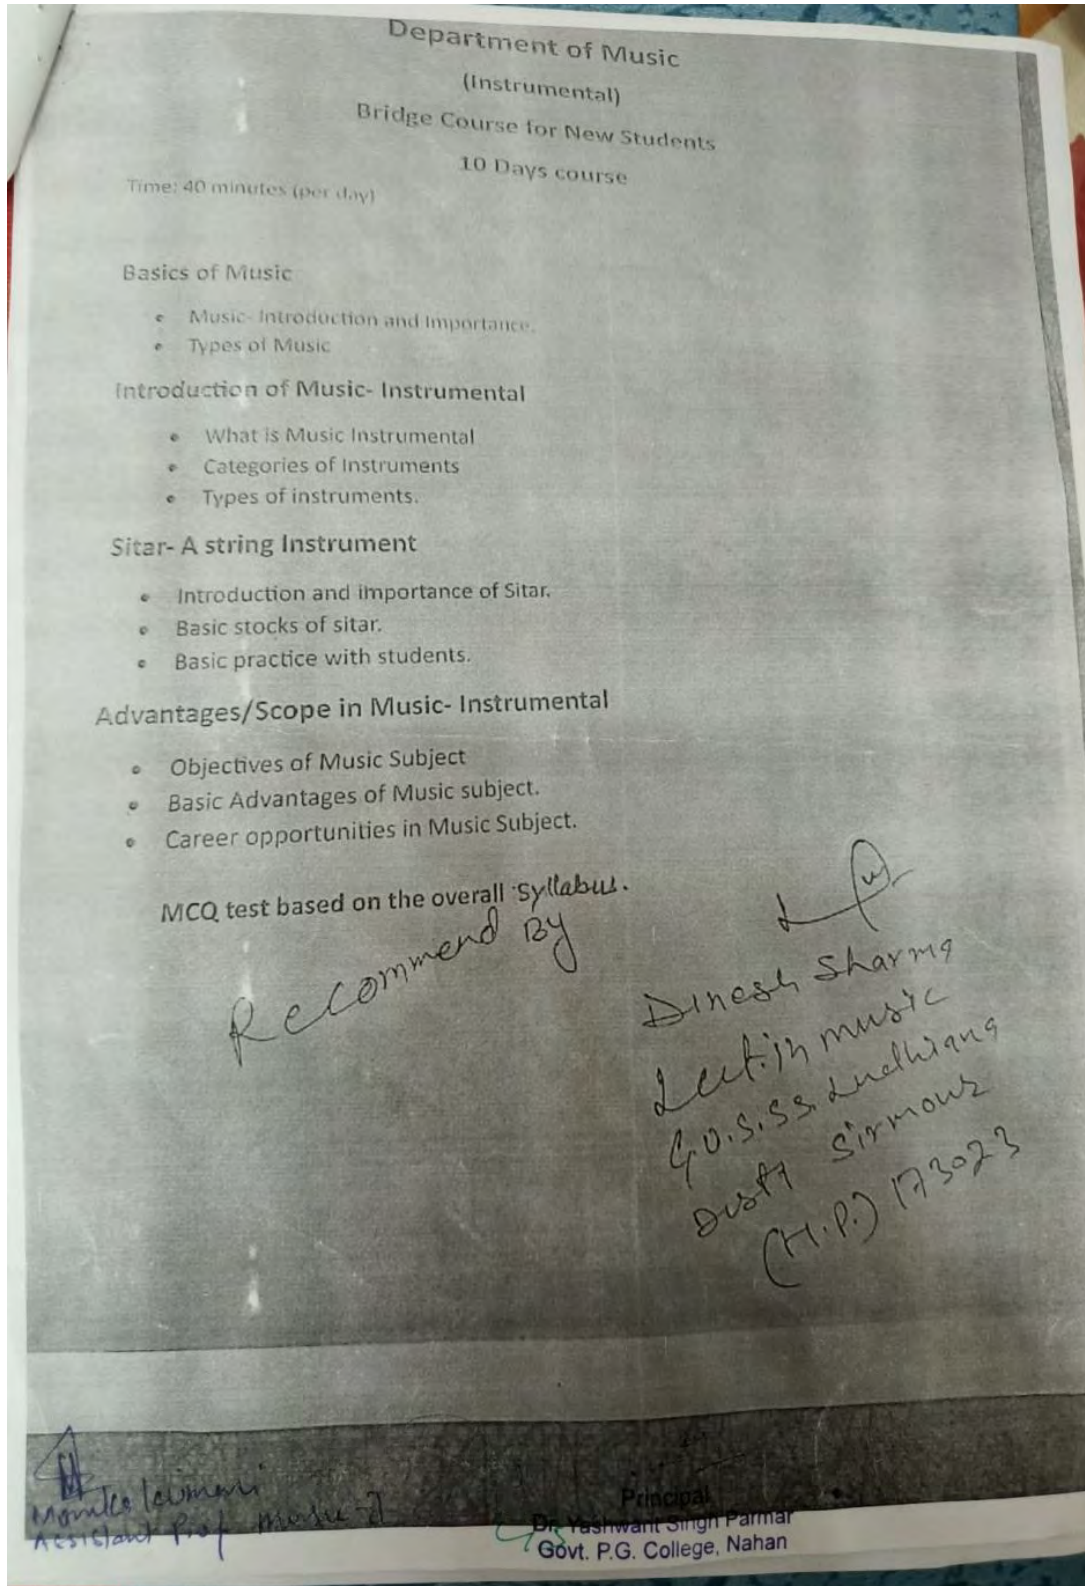 Department of Music
(Instrumental)
Bridge Course for New Students
10 Days course
Time: 40 minutes (per day)
Basics of Music
• Music- Introduction and Importance.
• Types of Music
Introduction of Music- Instrumental
• What is Music Instrumental
• Categories of Instruments
• Types of instruments.
Sitar- A string Instrument
• Introduction and importance of Sitar.
• Basic stocks of sitar.
• Basic practice with students.
Advantages/Scope in Music- Instrumental
• Objectives of Music Subject
• Basic Advantages of Music subject.
• Career opportunities in Music Subject.
MCQ test based on the overall Syllabus.
Recommend By
Dinesh Sharma
Lect. in music
Ludhiana
Distt Sirmour
(H.P.) 173023
Assistant Prof
Principal
Dr. Yashwant Singh Parmar
Govt. P.G. College, Nahan